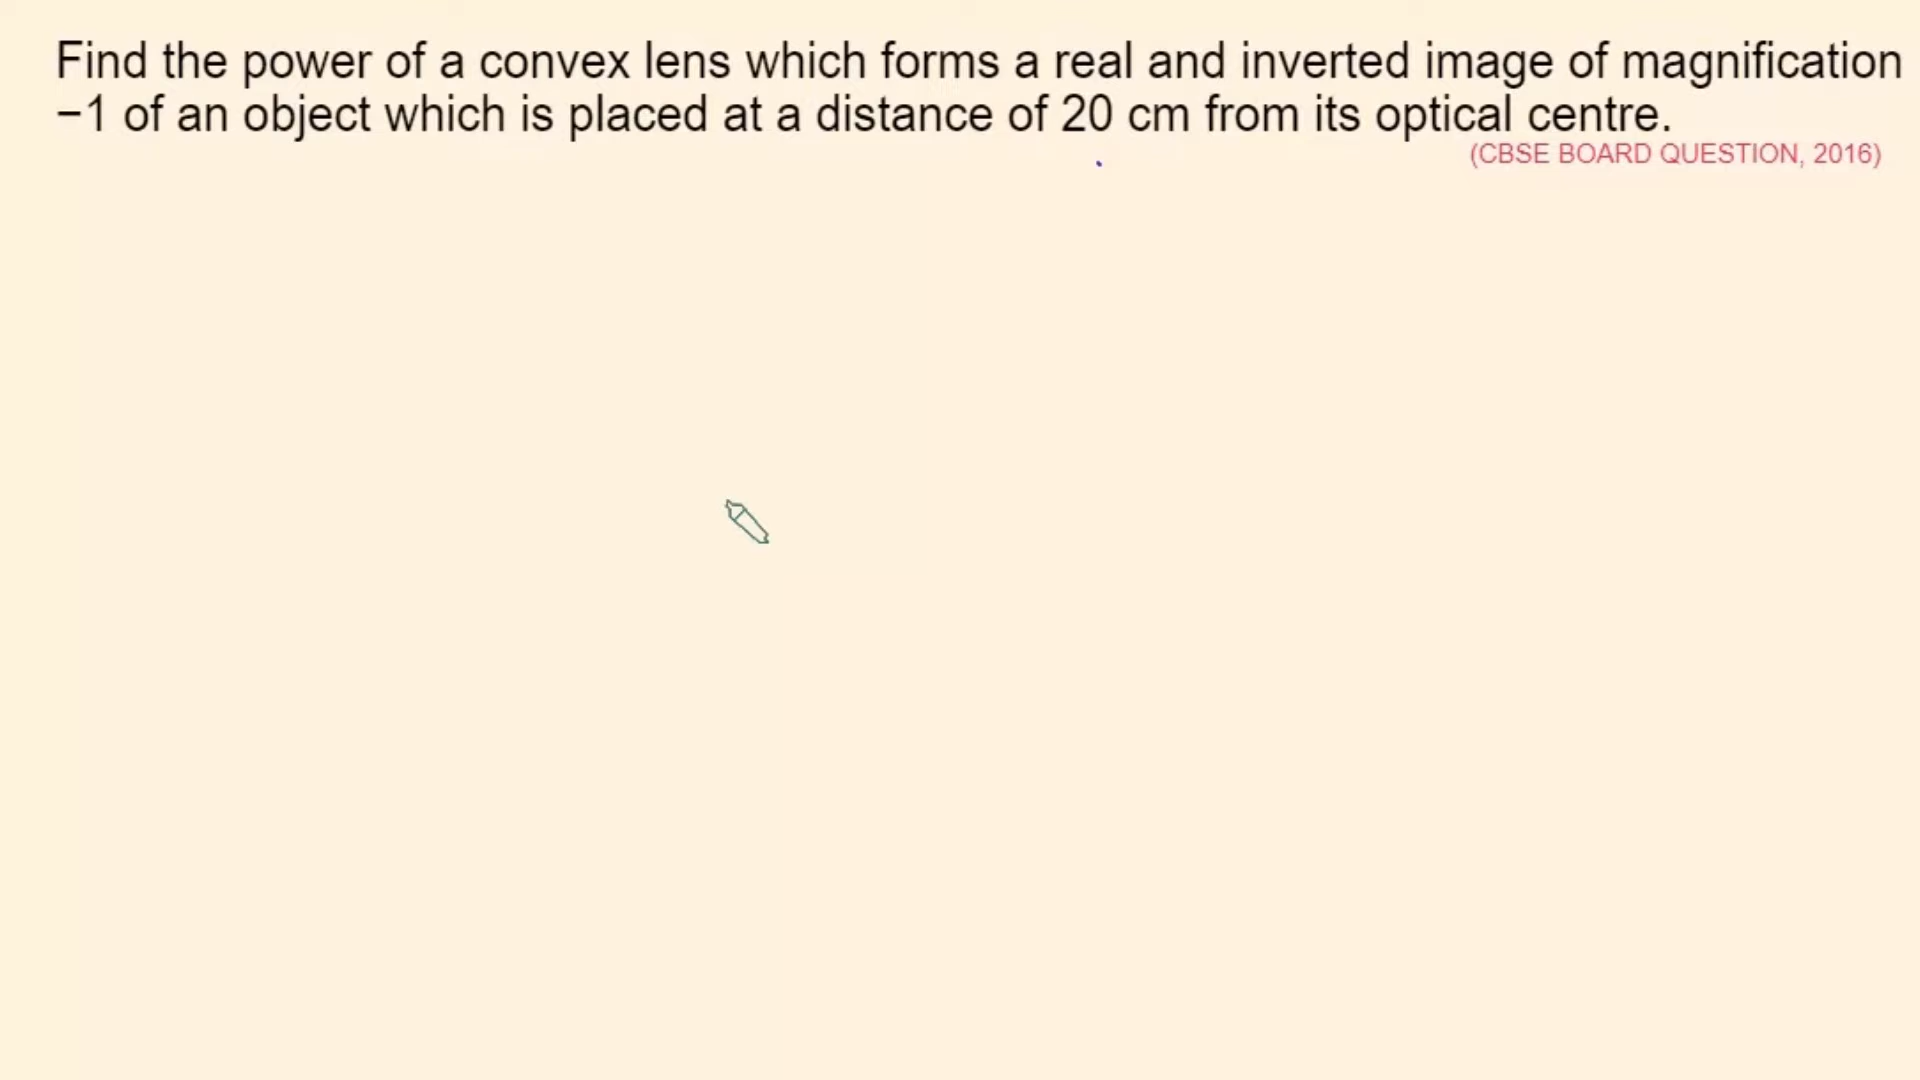 Find the power of a convex lens which forms a real and inverted image of magnification
−1 of an object which is placed at a distance of 20 cm from its optical centre.
(CBSE BOARD QUESTION, 2016)